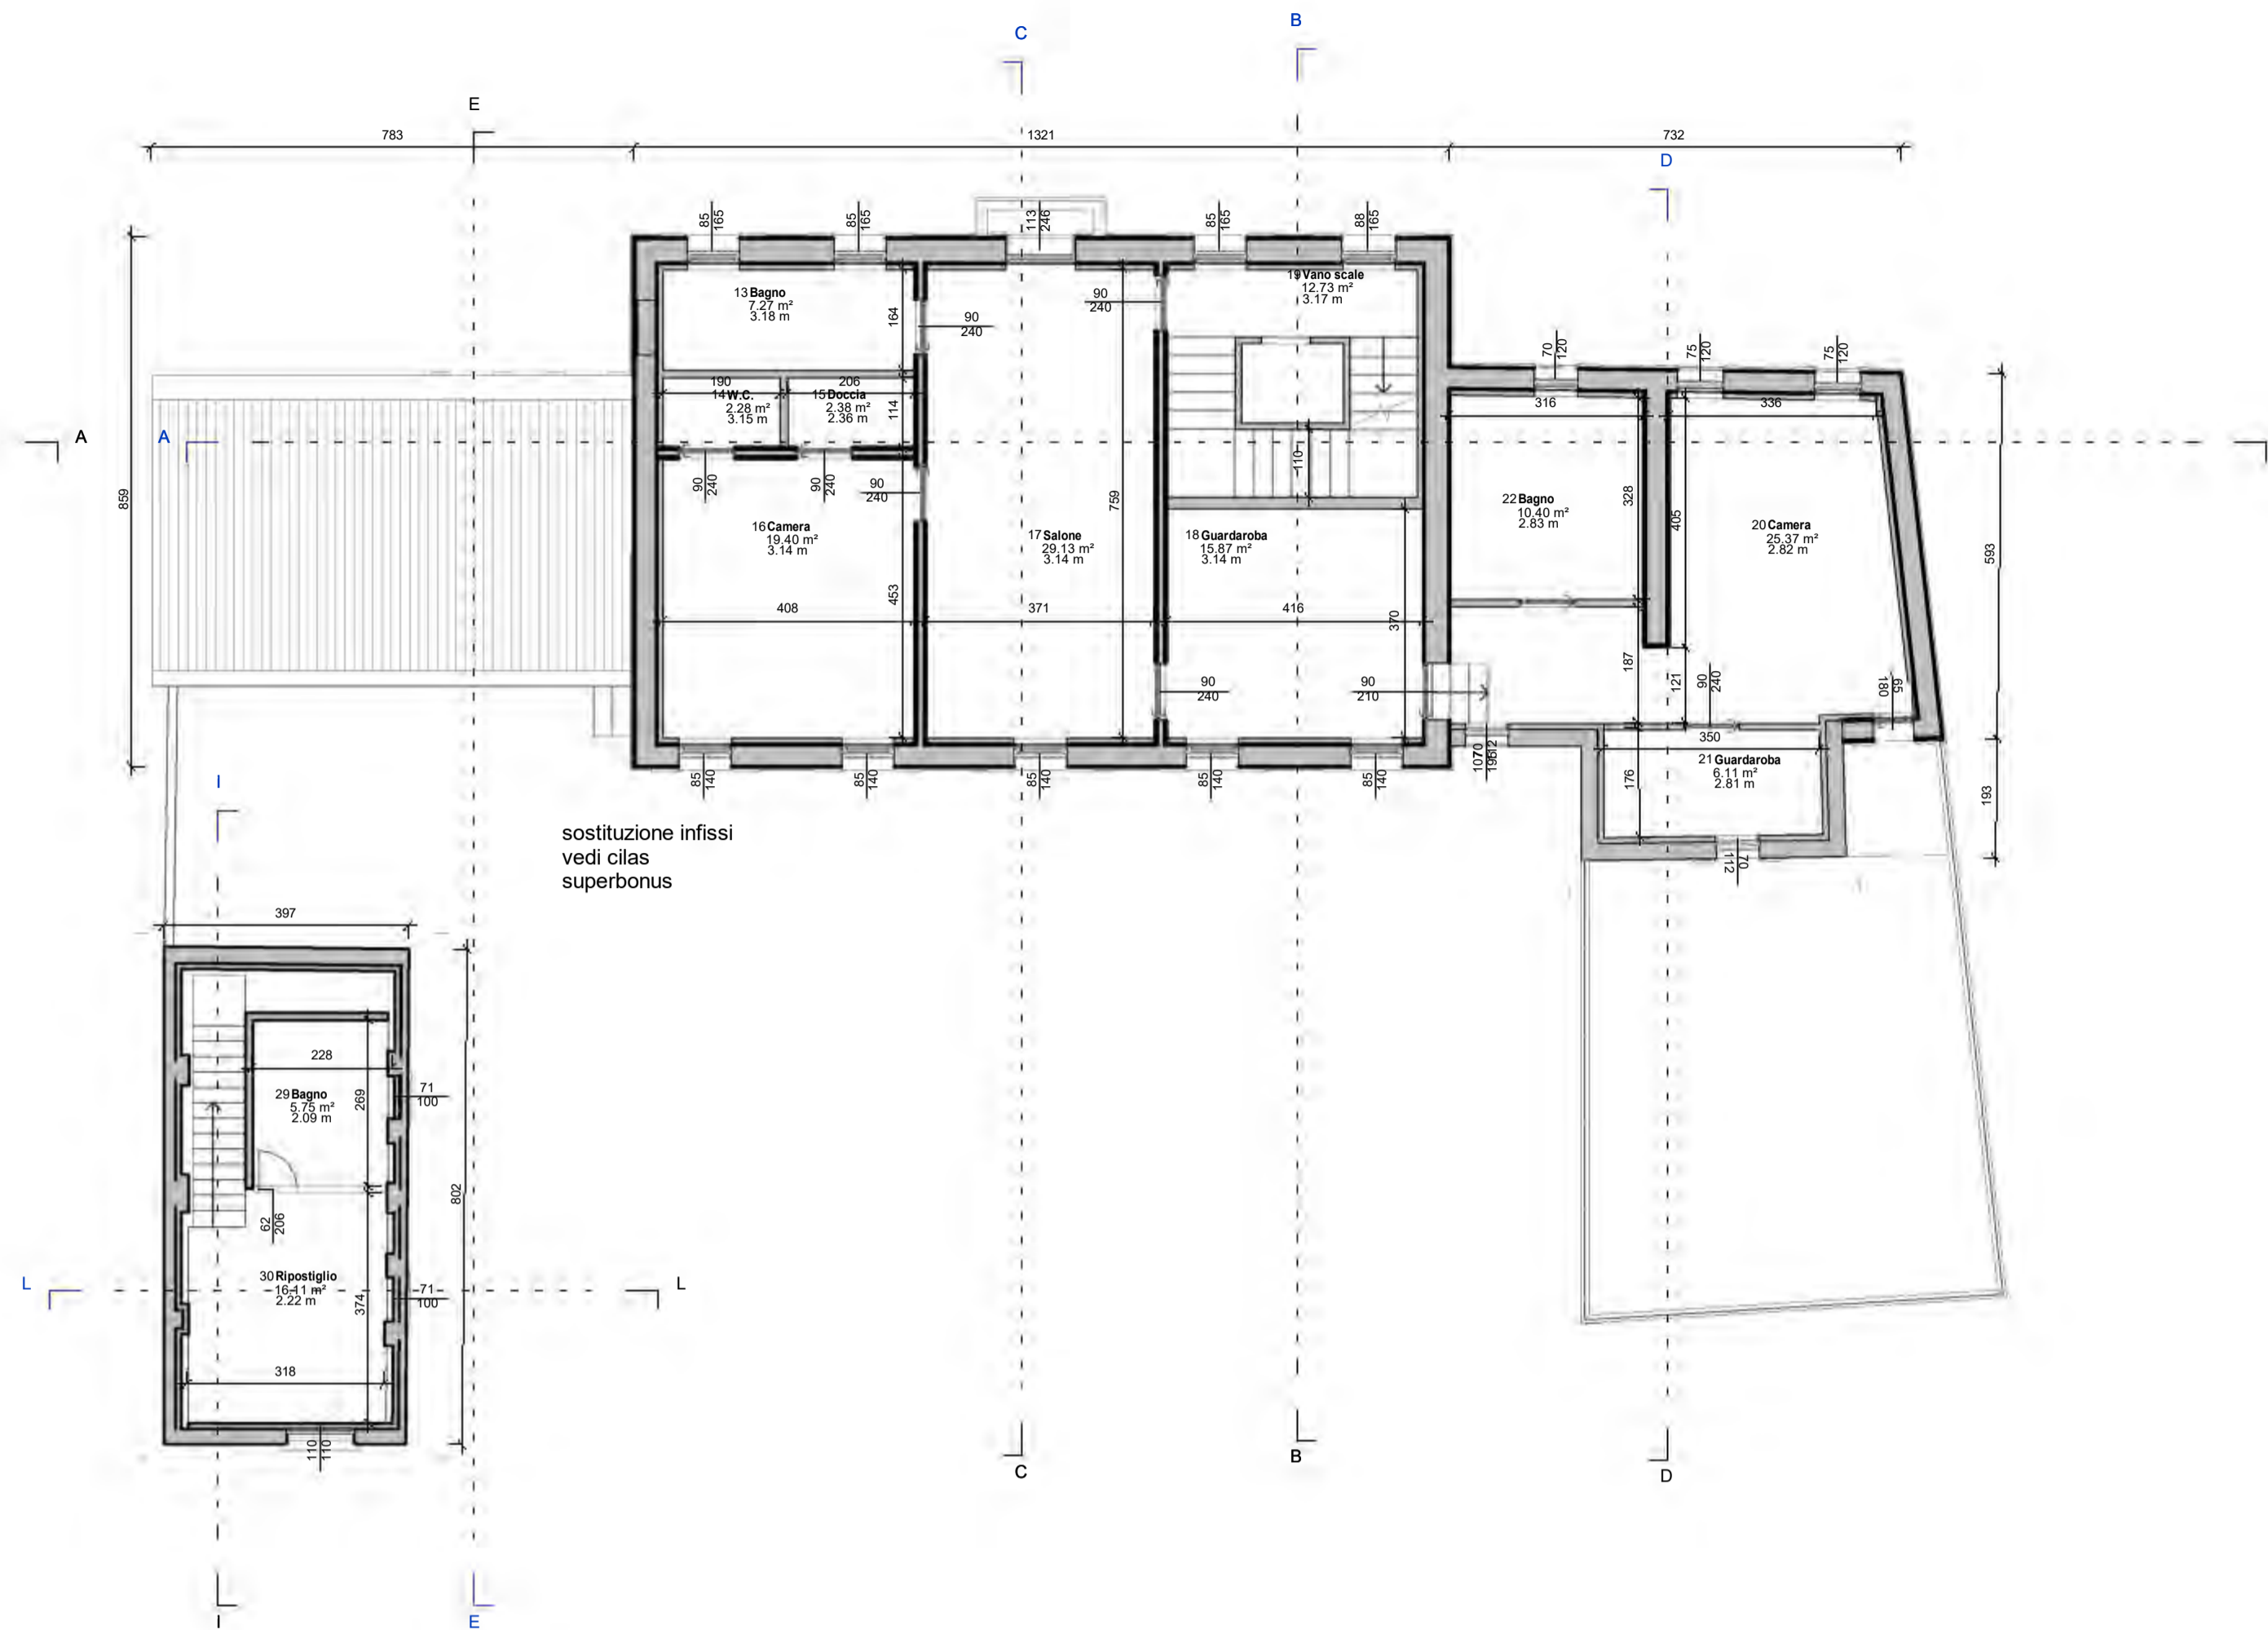 B
C
E
783
1321
732
D
85
165
85
165
113
246
85
165
88
165
19 Vano scale
12.73 m²
3.17 m
13 Bagno
7.27 m²
3.18 m
164
90
240
90
240
70
120
75
120
75
120
190
206
14 W.C.
2.28 m²
3.15 m
15 Doccia
2.38 m²
2.36 m
114
316
336
A
A
110
859
90
240
90
240
90
240
759
22 Bagno
10.40 m²
2.83 m
328
405
20 Camera
25.37 m²
2.82 m
16 Camera
19.40 m²
3.14 m
17 Salone
29.13 m²
3.14 m
18 Guardaroba
15.87 m²
3.14 m
593
453
408
371
416
370
187
121
90
240
65
180
90
240
90
210
350
21 Guardaroba
6.11 m²
2.81 m
176
193
85
140
85
140
85
140
85
140
85
140
70
112
I
sostituzione infissi
vedi cilas
superbonus
397
228
269
29 Bagno
5.75 m²
2.09 m
71
100
802
62
206
30 Ripostiglio
16.11 m²
2.22 m
374
71
100
L
L
318
110
110
C
B
D
I
E